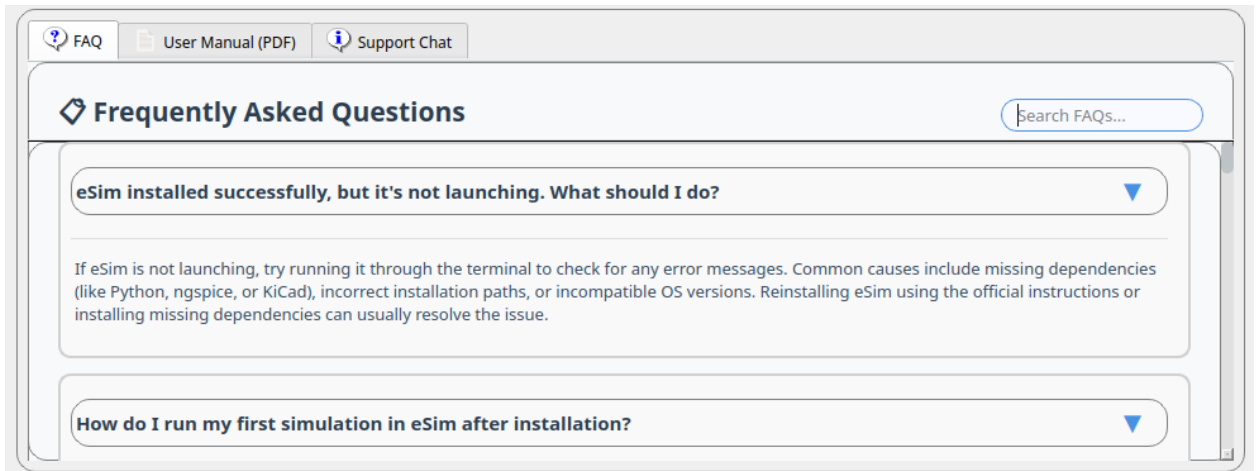 FAQ
User Manual (PDF)
Support Chat
Frequently Asked Questions
Search FAQs...
eSim installed successfully, but it's not launching. What should I do?
If eSim is not launching, try running it through the terminal to check for any error messages. Common causes include missing dependencies
(like Python, ngspice, or KiCad), incorrect installation paths, or incompatible OS versions. Reinstalling eSim using the official instructions or
installing missing dependencies can usually resolve the issue.
How do I run my first simulation in eSim after installation?